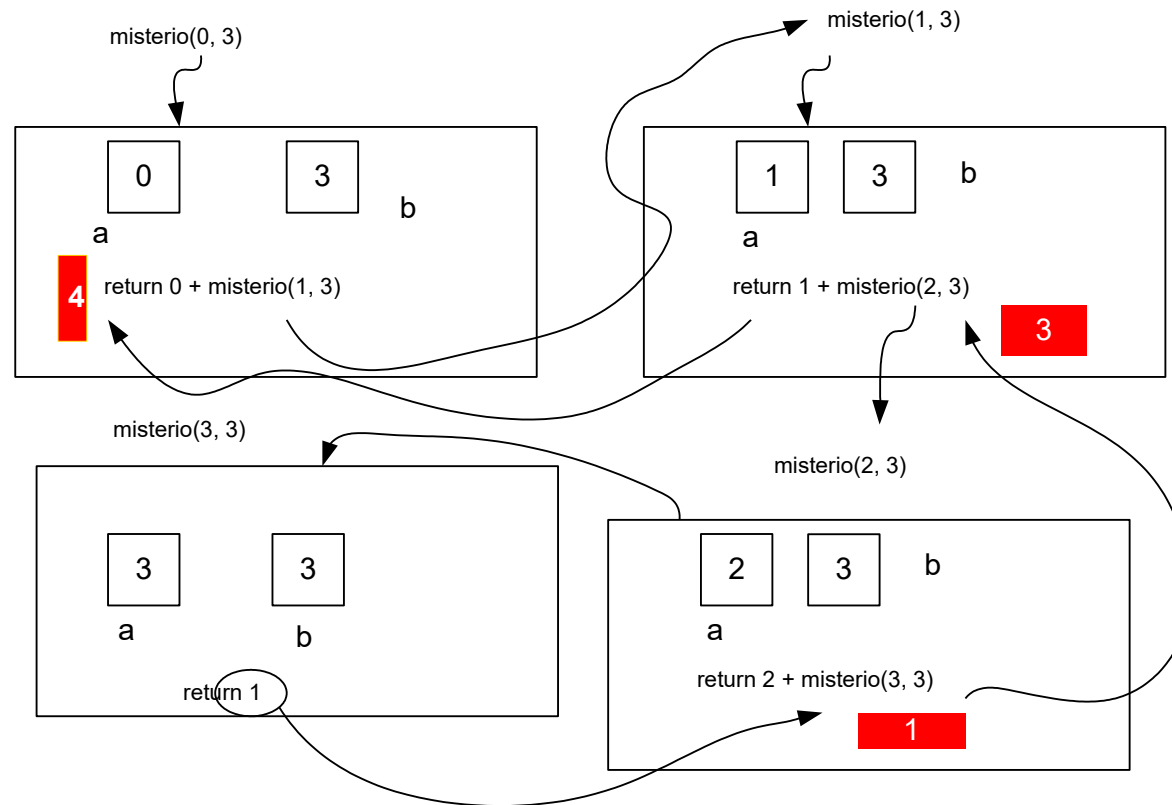 misterio(0, 3)
0
3
a
b
4
return 0 + misterio(1, 3)
misterio(1, 3)
1
3
b
a
return 1 + misterio(2, 3)
3
misterio(3, 3)
3
3
a
b
return 1
misterio(2, 3)
2
3
b
a
return 2 + misterio(3, 3)
1